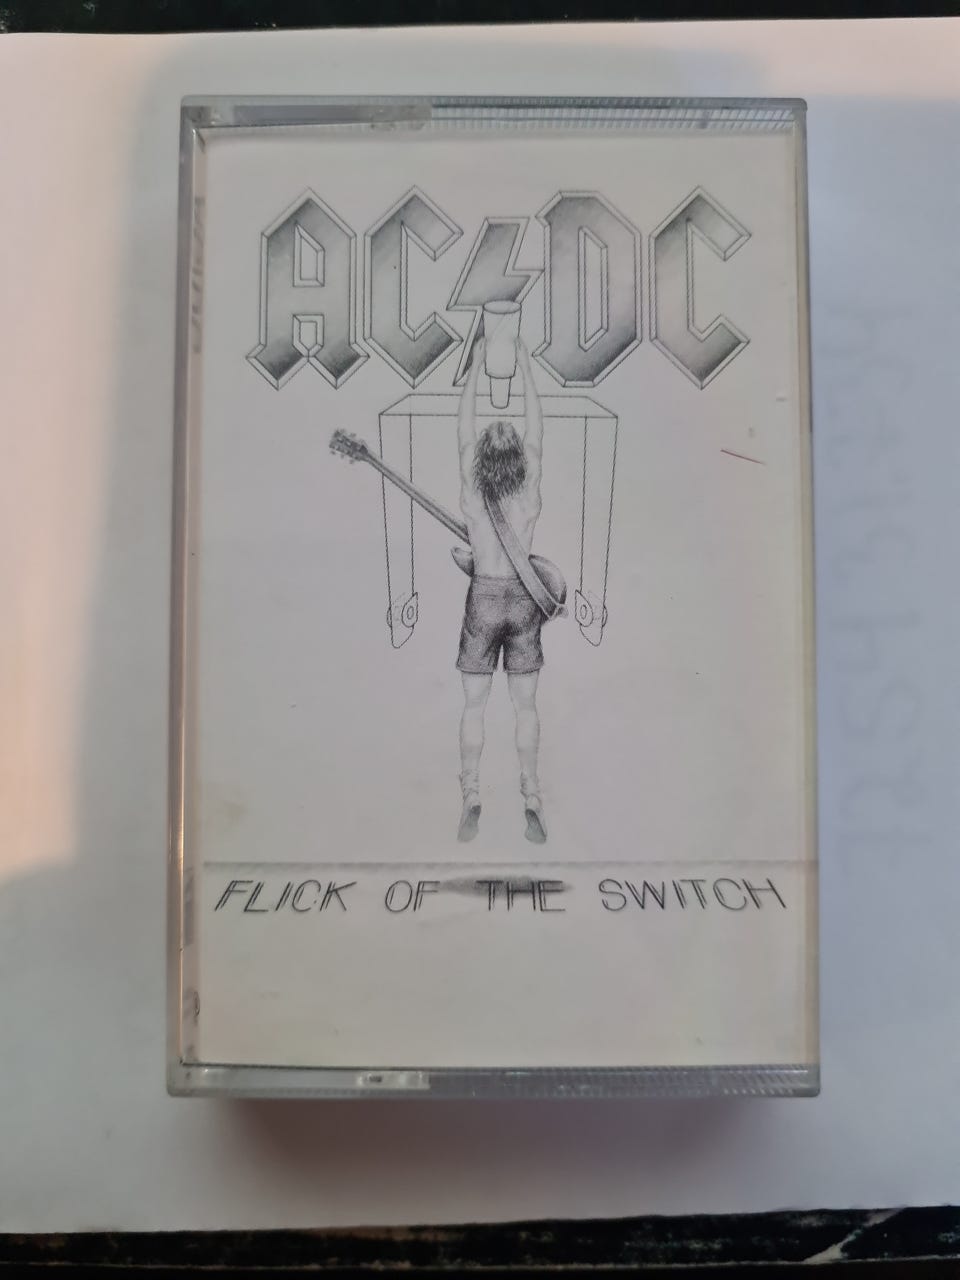 AC/DC
FLICK OF THE SWITCH